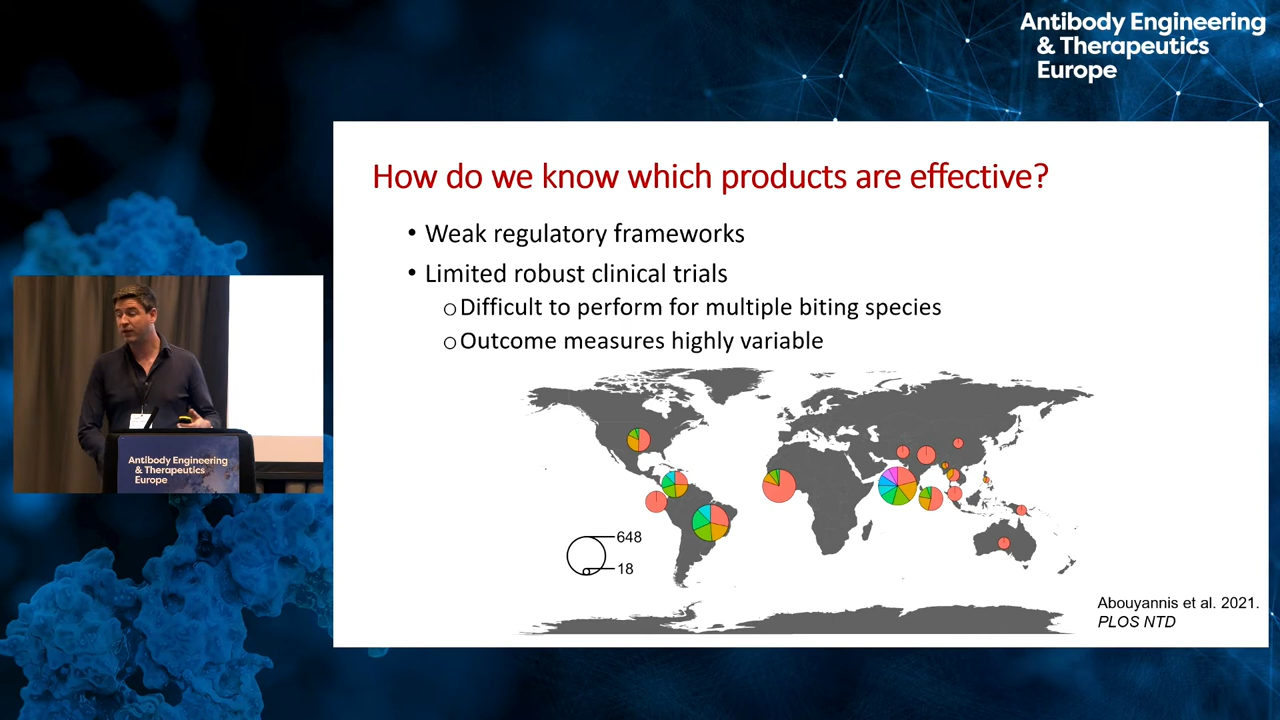 Antibody Engineering
& Therapeutics
Europe
How do we know which products are effective?
• Weak regulatory frameworks
• Limited robust clinical trials
○ Difficult to perform for multiple biting species
○ Outcome measures highly variable
648
18
Abouyannis et al. 2021.
PLOS NTD
Antibody Engineering
& Therapeutics
Europe